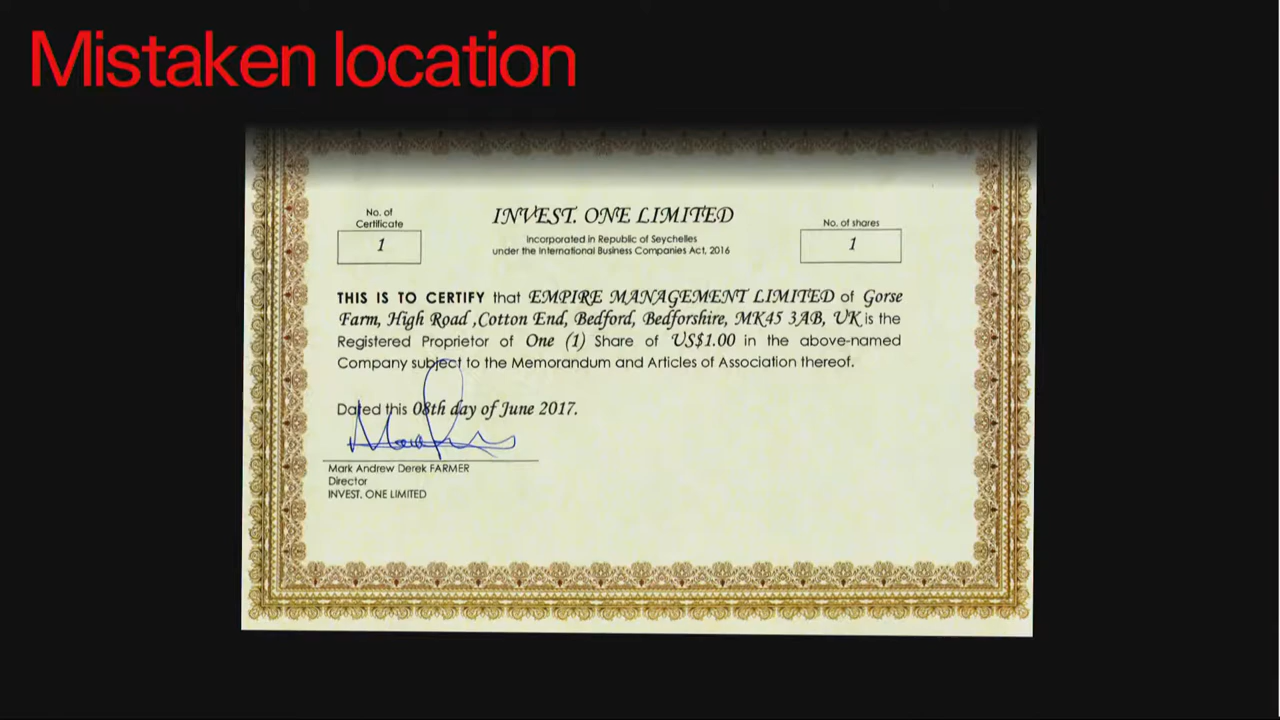 Mistaken location
No. of
Certificate
1
INVEST. ONE LIMITED
Incorporated in Republic of Seychelles
under the International Business Companies Act, 2016
No. of shares
1
THIS IS TO CERTIFY that EMPIRE MANAGEMENT LIMITED of Gorse
Farm, High Road ,Cotton End, Bedford, Bedforshire, MK45 3AB, UK is the
Registered Proprietor of One (1) Share of US$1.00 in the above-named
Company subject to the Memorandum and Articles of Association thereof.
Dated this 08th day of June 2017.
Mark Andrew Derek FARMER
Director
INVEST. ONE LIMITED